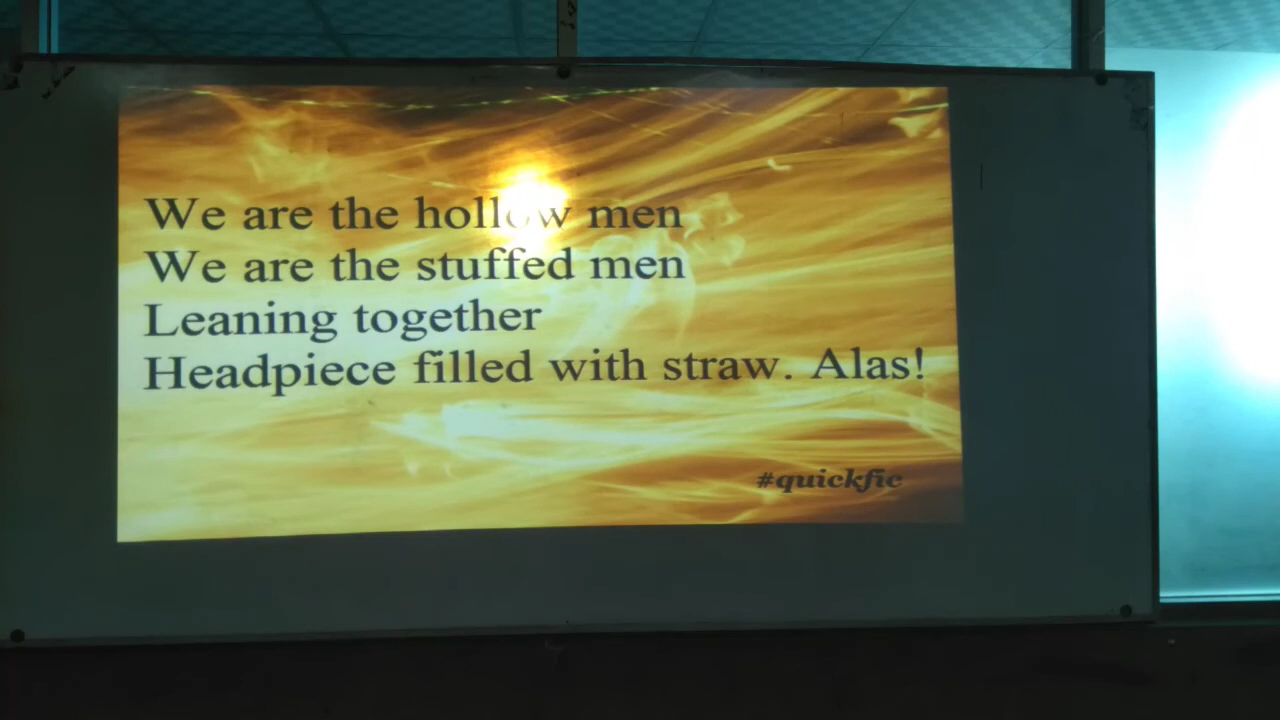 We are the hollow men
We are the stuffed men
Leaning together
Headpiece filled with straw. Alas!
#quickfic